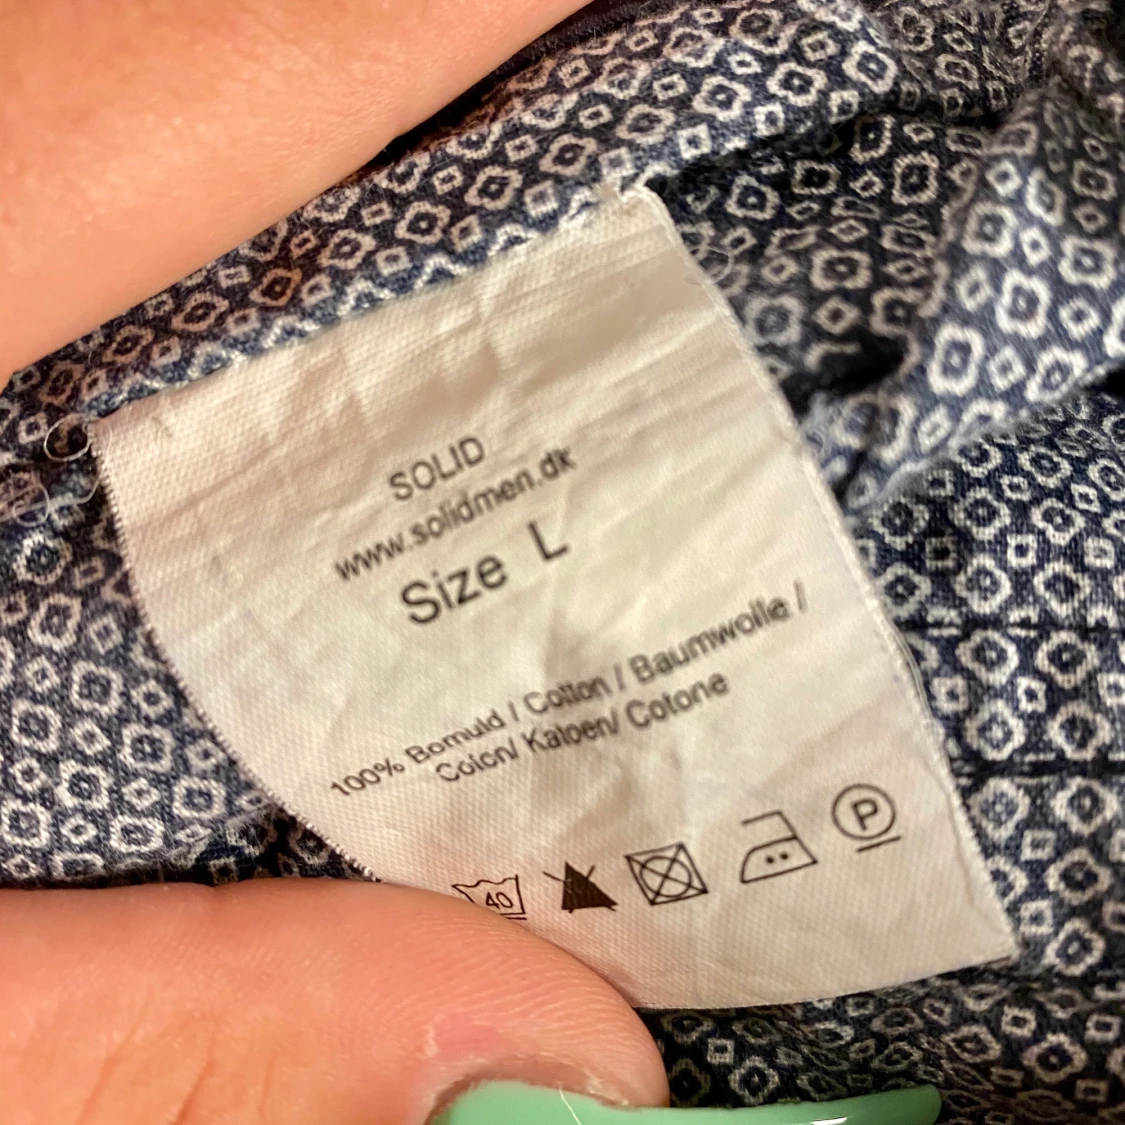 SOLID
www.solidmen.dk
Size L
100% Bomuld / Cotton / Baumwolle /
Coton/ Katoen/ Cotone
40
P